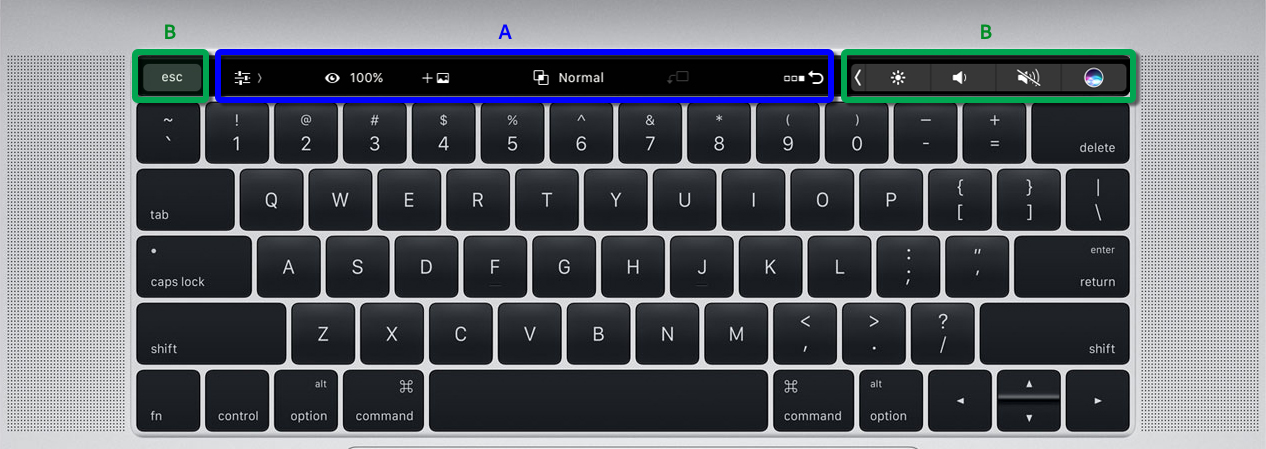 B A B
esc 100% + Normal
~ ! @ # $ % ^ & * ( ) — +
` 1 2 3 4 5 6 7 8 9 0 - = delete
tab Q W E R T Y U I O P { [ } ] | \
caps lock A S D F G H J K L : ; " ' enter return
shift Z X C V B N M < , > . ? / shift
fn control alt option ⌘ command ⌘ command alt option ◄ ▲ ▼ ►